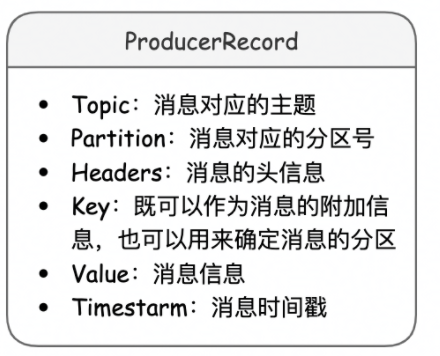 ProducerRecord
• Topic：消息对应的主题
• Partition：消息对应的分区号
• Headers：消息的头信息
• Key：既可以作为消息的附加信
息，也可以用来确定消息的分区
• Value：消息信息
• Timestarm：消息时间戳